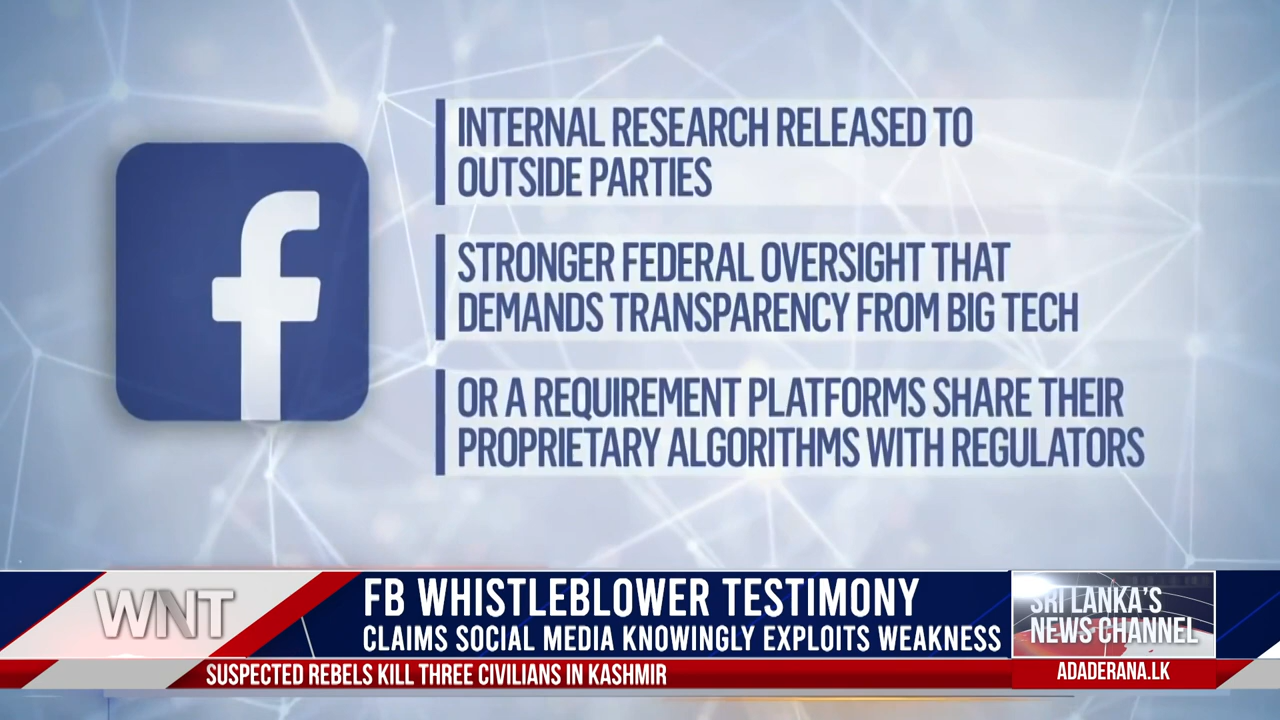 INTERNAL RESEARCH RELEASED TO
OUTSIDE PARTIES
STRONGER FEDERAL OVERSIGHT THAT
DEMANDS TRANSPARENCY FROM BIG TECH
OR A REQUIREMENT PLATFORMS SHARE THEIR
PROPRIETARY ALGORITHMS WITH REGULATORS
WNT
FB WHISTLEBLOWER TESTIMONY
CLAIMS SOCIAL MEDIA KNOWINGLY EXPLOITS WEAKNESS
SRI LANKA'S
NEWS CHANNEL
SUSPECTED REBELS KILL THREE CIVILIANS IN KASHMIR
ADADERANA.LK